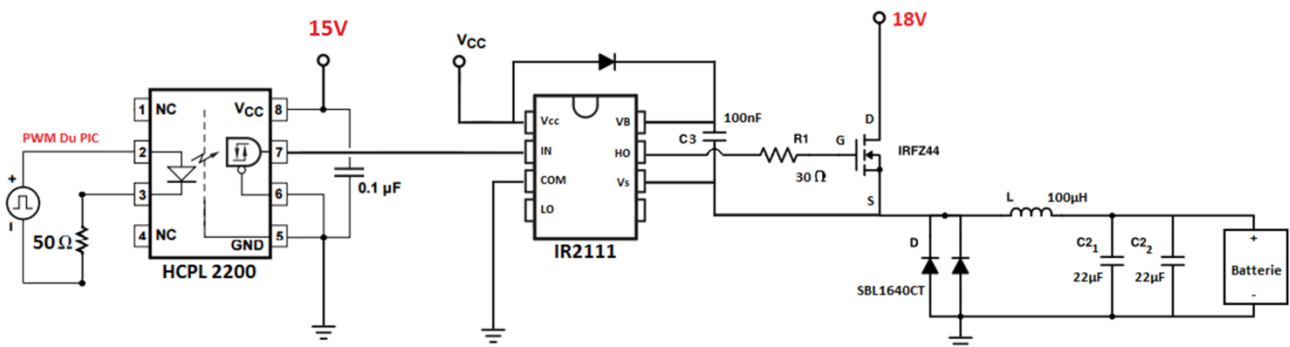 15V
18V
VCC
PWM Du PIC
1 NC
2
3
4 NC
VCC 8
7
6
GND 5
50Ω
0.1 µF
HCPL 2200
Vcc
IN
COM
LO
VB
HO
Vs
IR2111
C3
100nF
R1
30 Ω
D
G
S
IRFZ44
L
100µH
D
SBL1640CT
C2₁
22µF
C2₂
22µF
+
Batterie
-
+